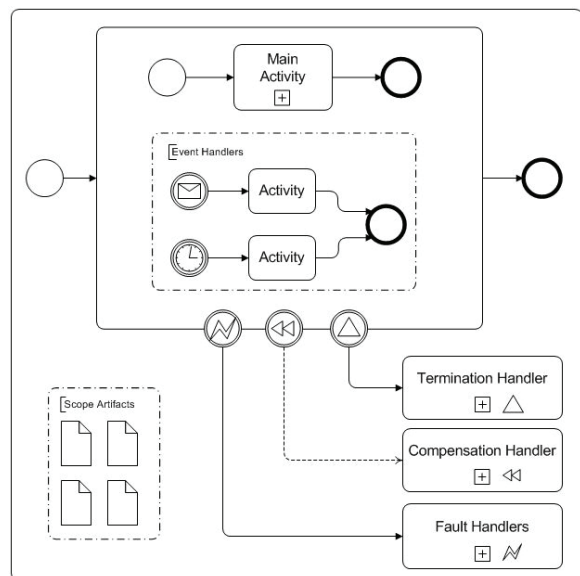 Main
Activity
Event Handlers
Activity
Activity
Termination Handler
Scope Artifacts
Compensation Handler
Fault Handlers